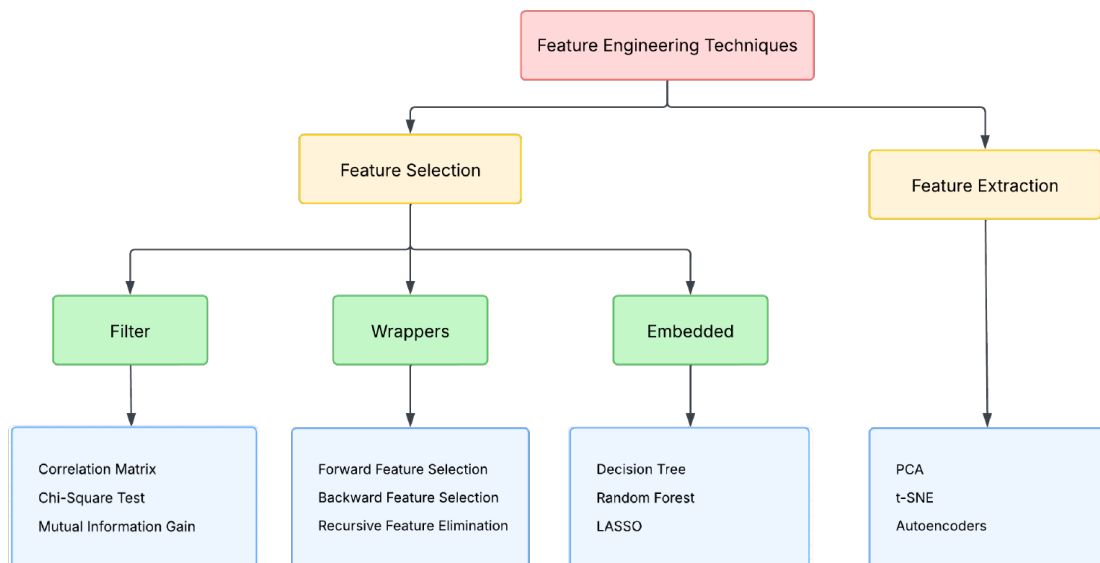 Feature Engineering Techniques
Feature Selection
Feature Extraction
Filter
Wrappers
Embedded
Correlation Matrix
Chi-Square Test
Mutual Information Gain
Forward Feature Selection
Backward Feature Selection
Recursive Feature Elimination
Decision Tree
Random Forest
LASSO
PCA
t-SNE
Autoencoders